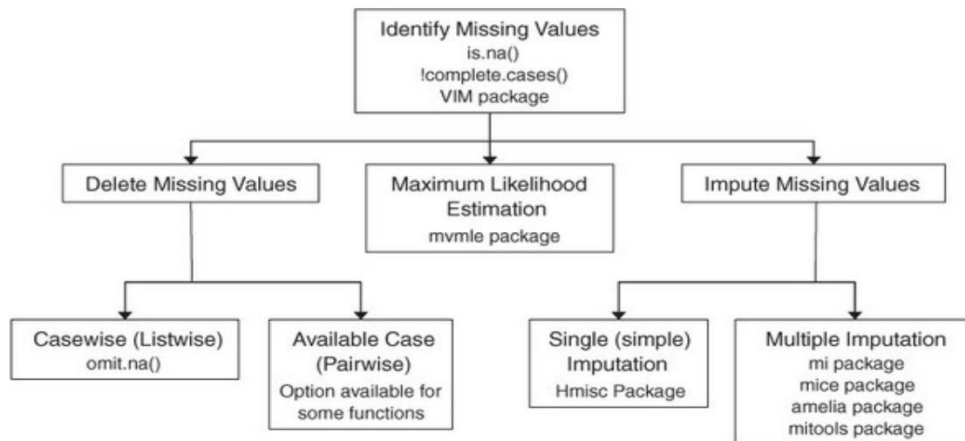 Identify Missing Values
is.na()
!complete.cases()
VIM package
Delete Missing Values
Maximum Likelihood
Estimation
mvmle package
Impute Missing Values
Casewise (Listwise)
omit.na()
Available Case
(Pairwise)
Option available for
some functions
Single (simple)
Imputation
Hmisc Package
Multiple Imputation
mi package
mice package
amelia package
mitools package